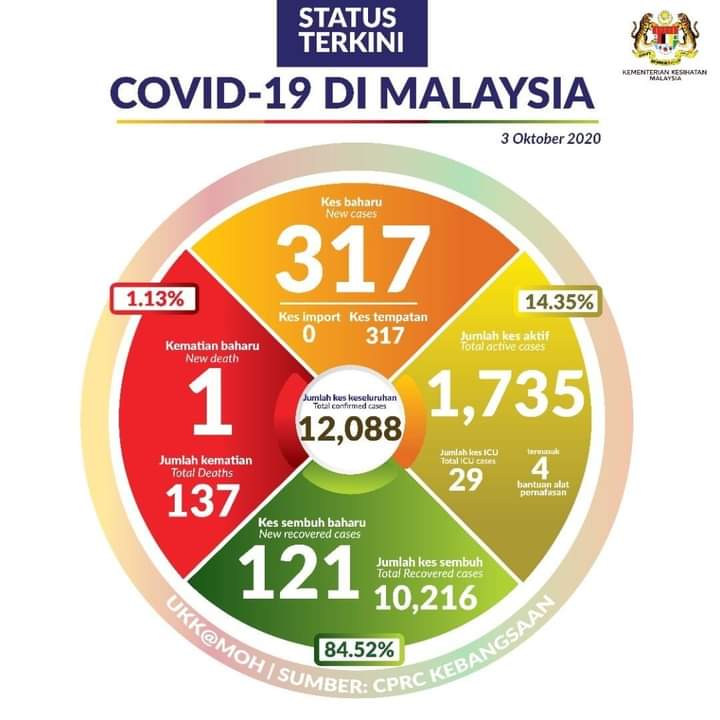 STATUS
TERKINI
KEMENTERIAN KESIHATAN
MALAYSIA
COVID-19 DI MALAYSIA
3 Oktober 2020
Kes baharu
New cases
317
Kes import
0
Kes tempatan
317
1.13%
Kematian baharu
New death
1
Jumlah kematian
Total Deaths
137
14.35%
Jumlah kes aktif
Total active cases
1,735
Jumlah kes ICU
Total ICU cases
29
termasuk
4
bantuan alat
pernafasan
Jumlah kes keseluruhan
Total confirmed cases
12,088
Kes sembuh baharu
New recovered cases
121
Jumlah kes sembuh
Total Recovered cases
10,216
84.52%
UKK@MOH | SUMBER: CPRC KEBANGSAAN